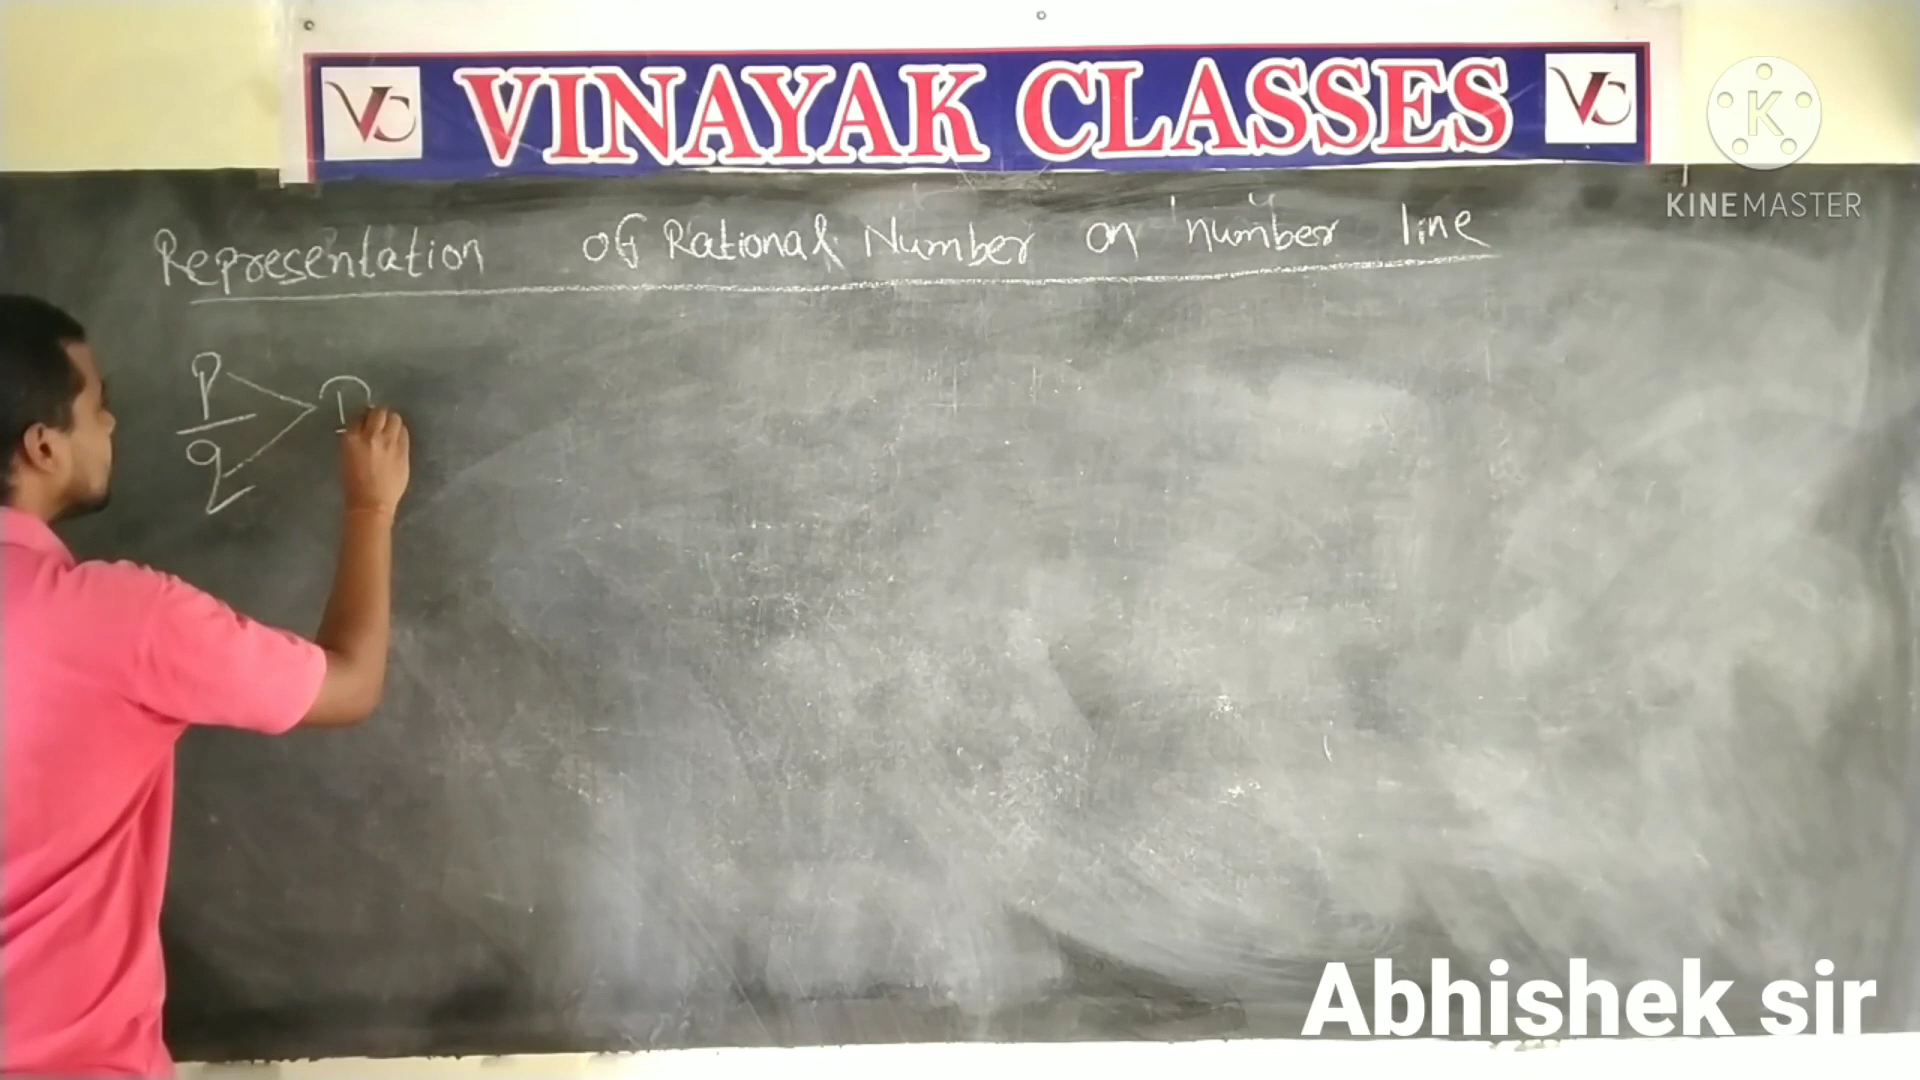 VC VINAYAK CLASSES VC
K
KINEMASTER
Representation of Rational Number on number line
p
q
Abhishek sir